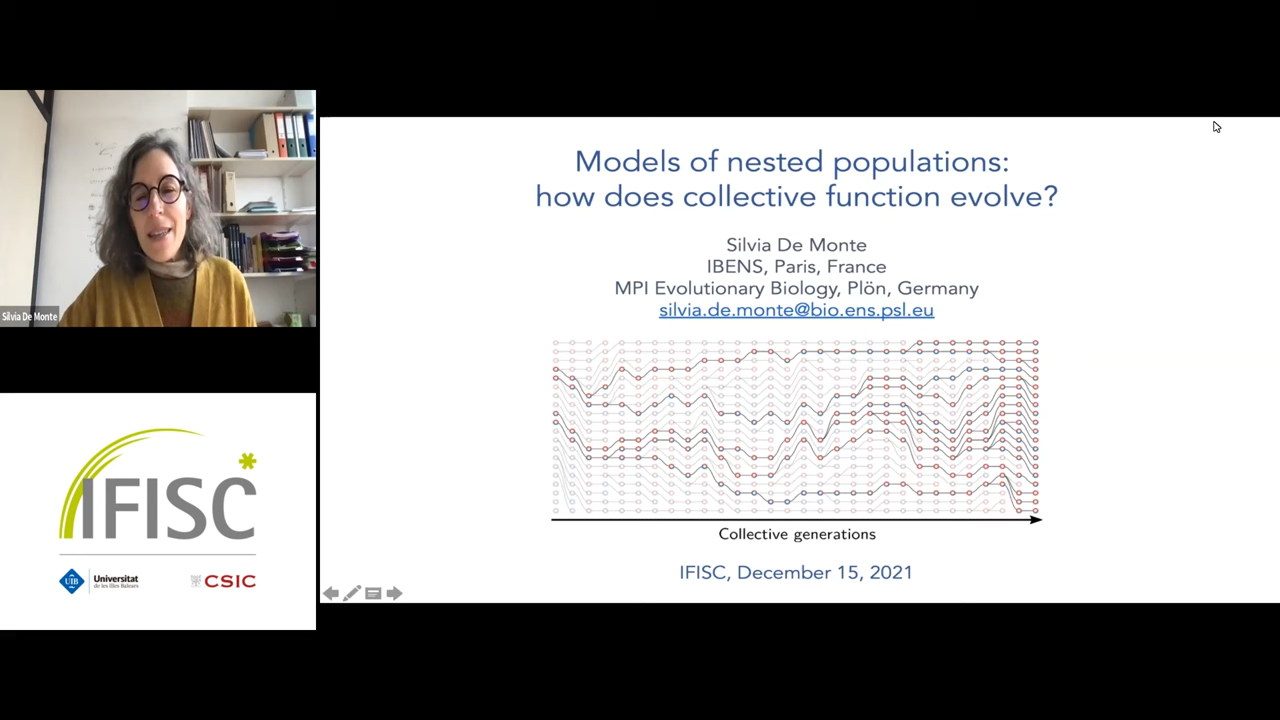 Models of nested populations:
how does collective function evolve?
Silvia De Monte
IBENS, Paris, France
MPI Evolutionary Biology, Plön, Germany
silvia.de.monte@bio.ens.psl.eu
Collective generations
IFISC, December 15, 2021
Silvia De Monte
IFISC
UIB
Universitat
de les Illes Balears
CSIC